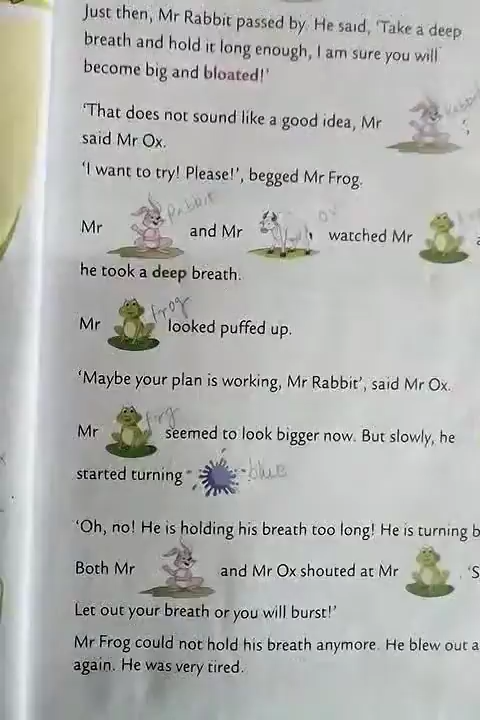 Just then, Mr Rabbit passed by. He said, 'Take a deep
breath and hold it long enough, I am sure you will
become big and bloated!'
'That does not sound like a good idea, Mr Rabbit
said Mr Ox.
'I want to try! Please!', begged Mr Frog.
Mr Rabbit and Mr Ox watched Mr
he took a deep breath.
Mr Frog looked puffed up.
'Maybe your plan is working, Mr Rabbit', said Mr Ox.
Mr Frog seemed to look bigger now. But slowly, he
started turning blue
'Oh, no! He is holding his breath too long! He is turning
Both Mr and Mr Ox shouted at Mr
Let out your breath or you will burst!'
Mr Frog could not hold his breath anymore. He blew out
again. He was very tired.